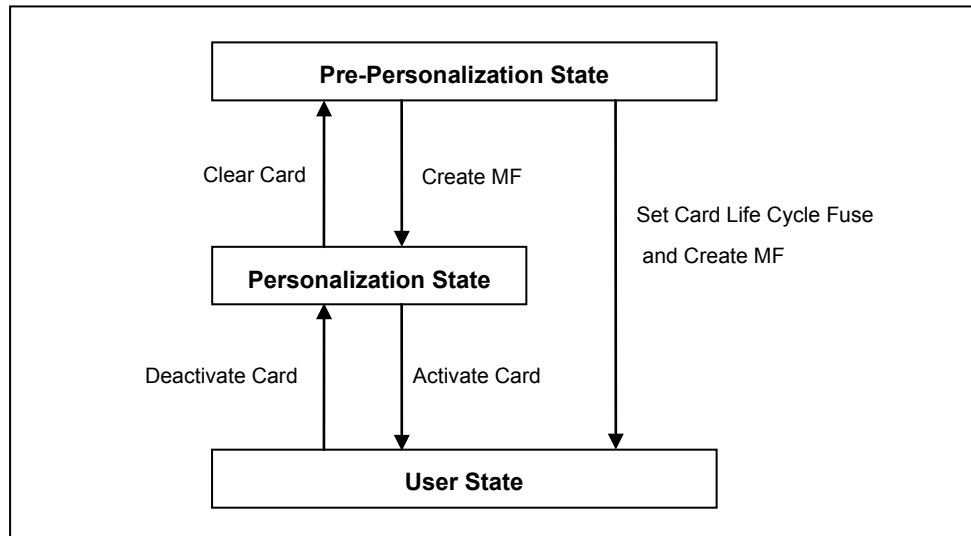 Pre-Personalization State
Clear Card
Create MF
Set Card Life Cycle Fuse
and Create MF
Personalization State
Deactivate Card
Activate Card
User State